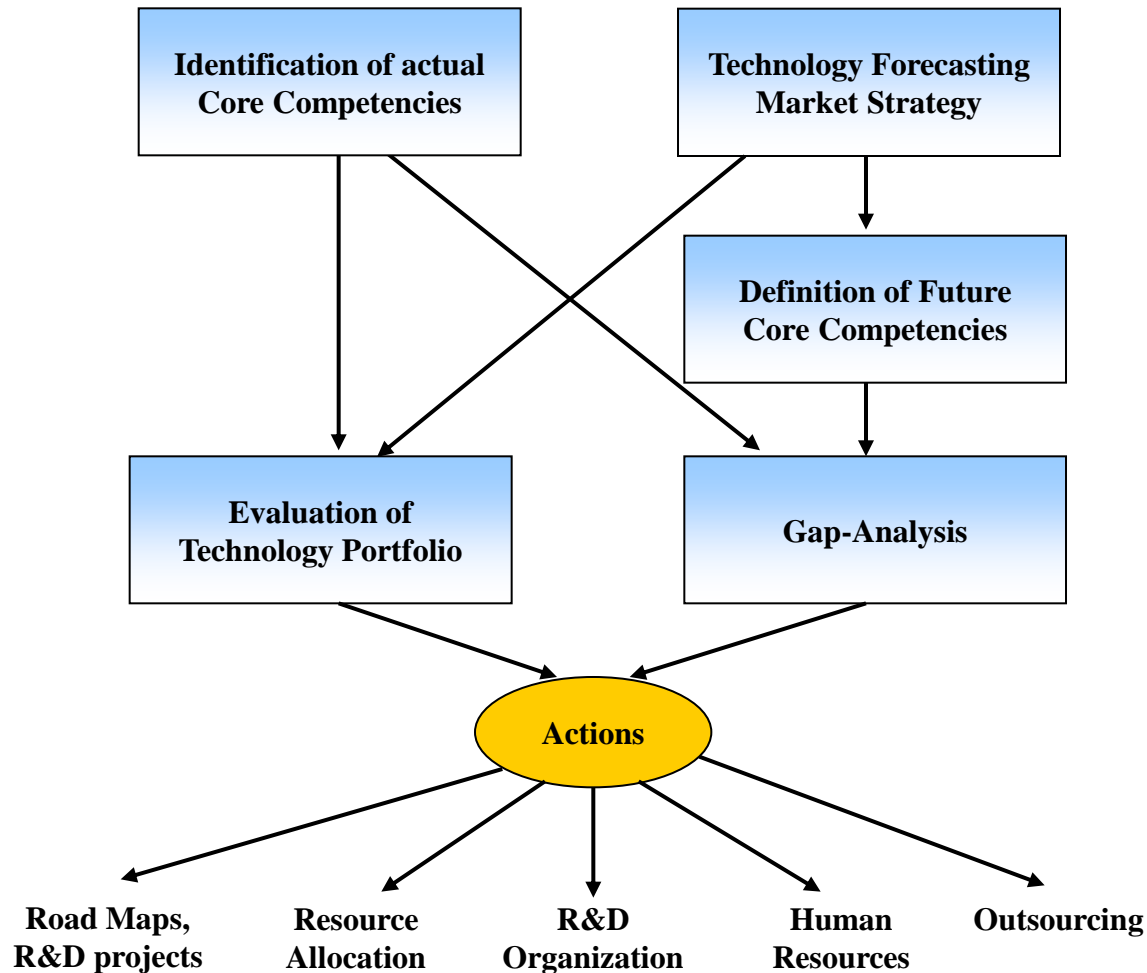 Identification of actual
Core Competencies
Technology Forecasting
Market Strategy
Definition of Future
Core Competencies
Evaluation of
Technology Portfolio
Gap-Analysis
Actions
Road Maps,
R&D projects
Resource
Allocation
R&D
Organization
Human
Resources
Outsourcing